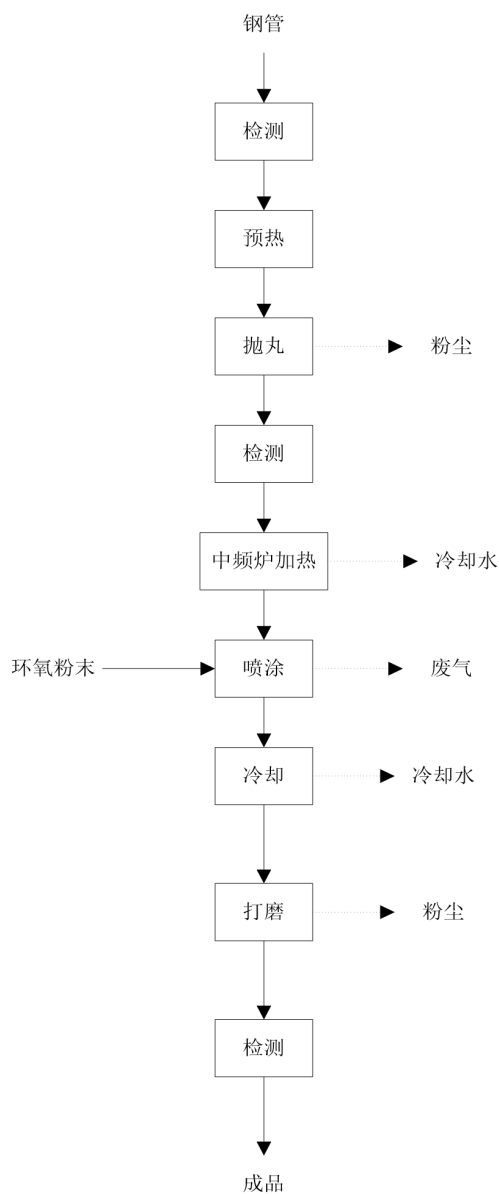 钢管
检测
预热
抛丸
粉尘
检测
中频炉加热
冷却水
环氧粉末
喷涂
废气
冷却
冷却水
打磨
粉尘
检测
成品